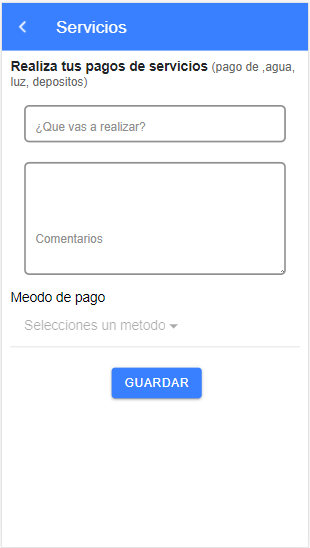 Servicios
Realiza tus pagos de servicios (pago de ,agua,
luz, depositos)
¿Que vas a realizar?
Comentarios
Meodo de pago
Selecciones un metodo
GUARDAR